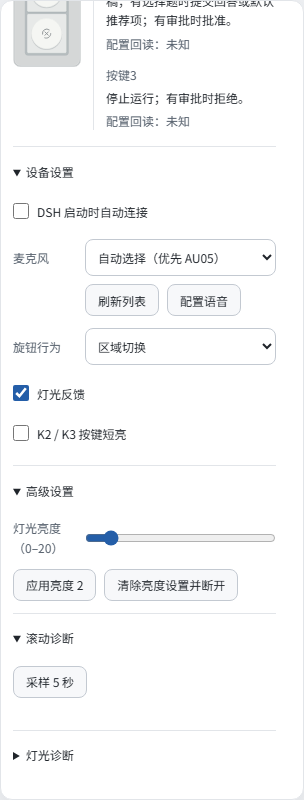 稿；有选择题时提交回答或默认
推荐项；有审批时批准。
配置回读：未知
按键3
停止运行；有审批时拒绝。
配置回读：未知
▼ 设备设置
DSH 启动时自动连接
麦克风
自动选择（优先 AU05）
刷新列表
配置语音
旋钮行为
区域切换
灯光反馈
K2 / K3 按键短亮
▼ 高级设置
灯光亮度
（0–20）
应用亮度 2
清除亮度设置并断开
▼ 滚动诊断
采样 5 秒
▶ 灯光诊断